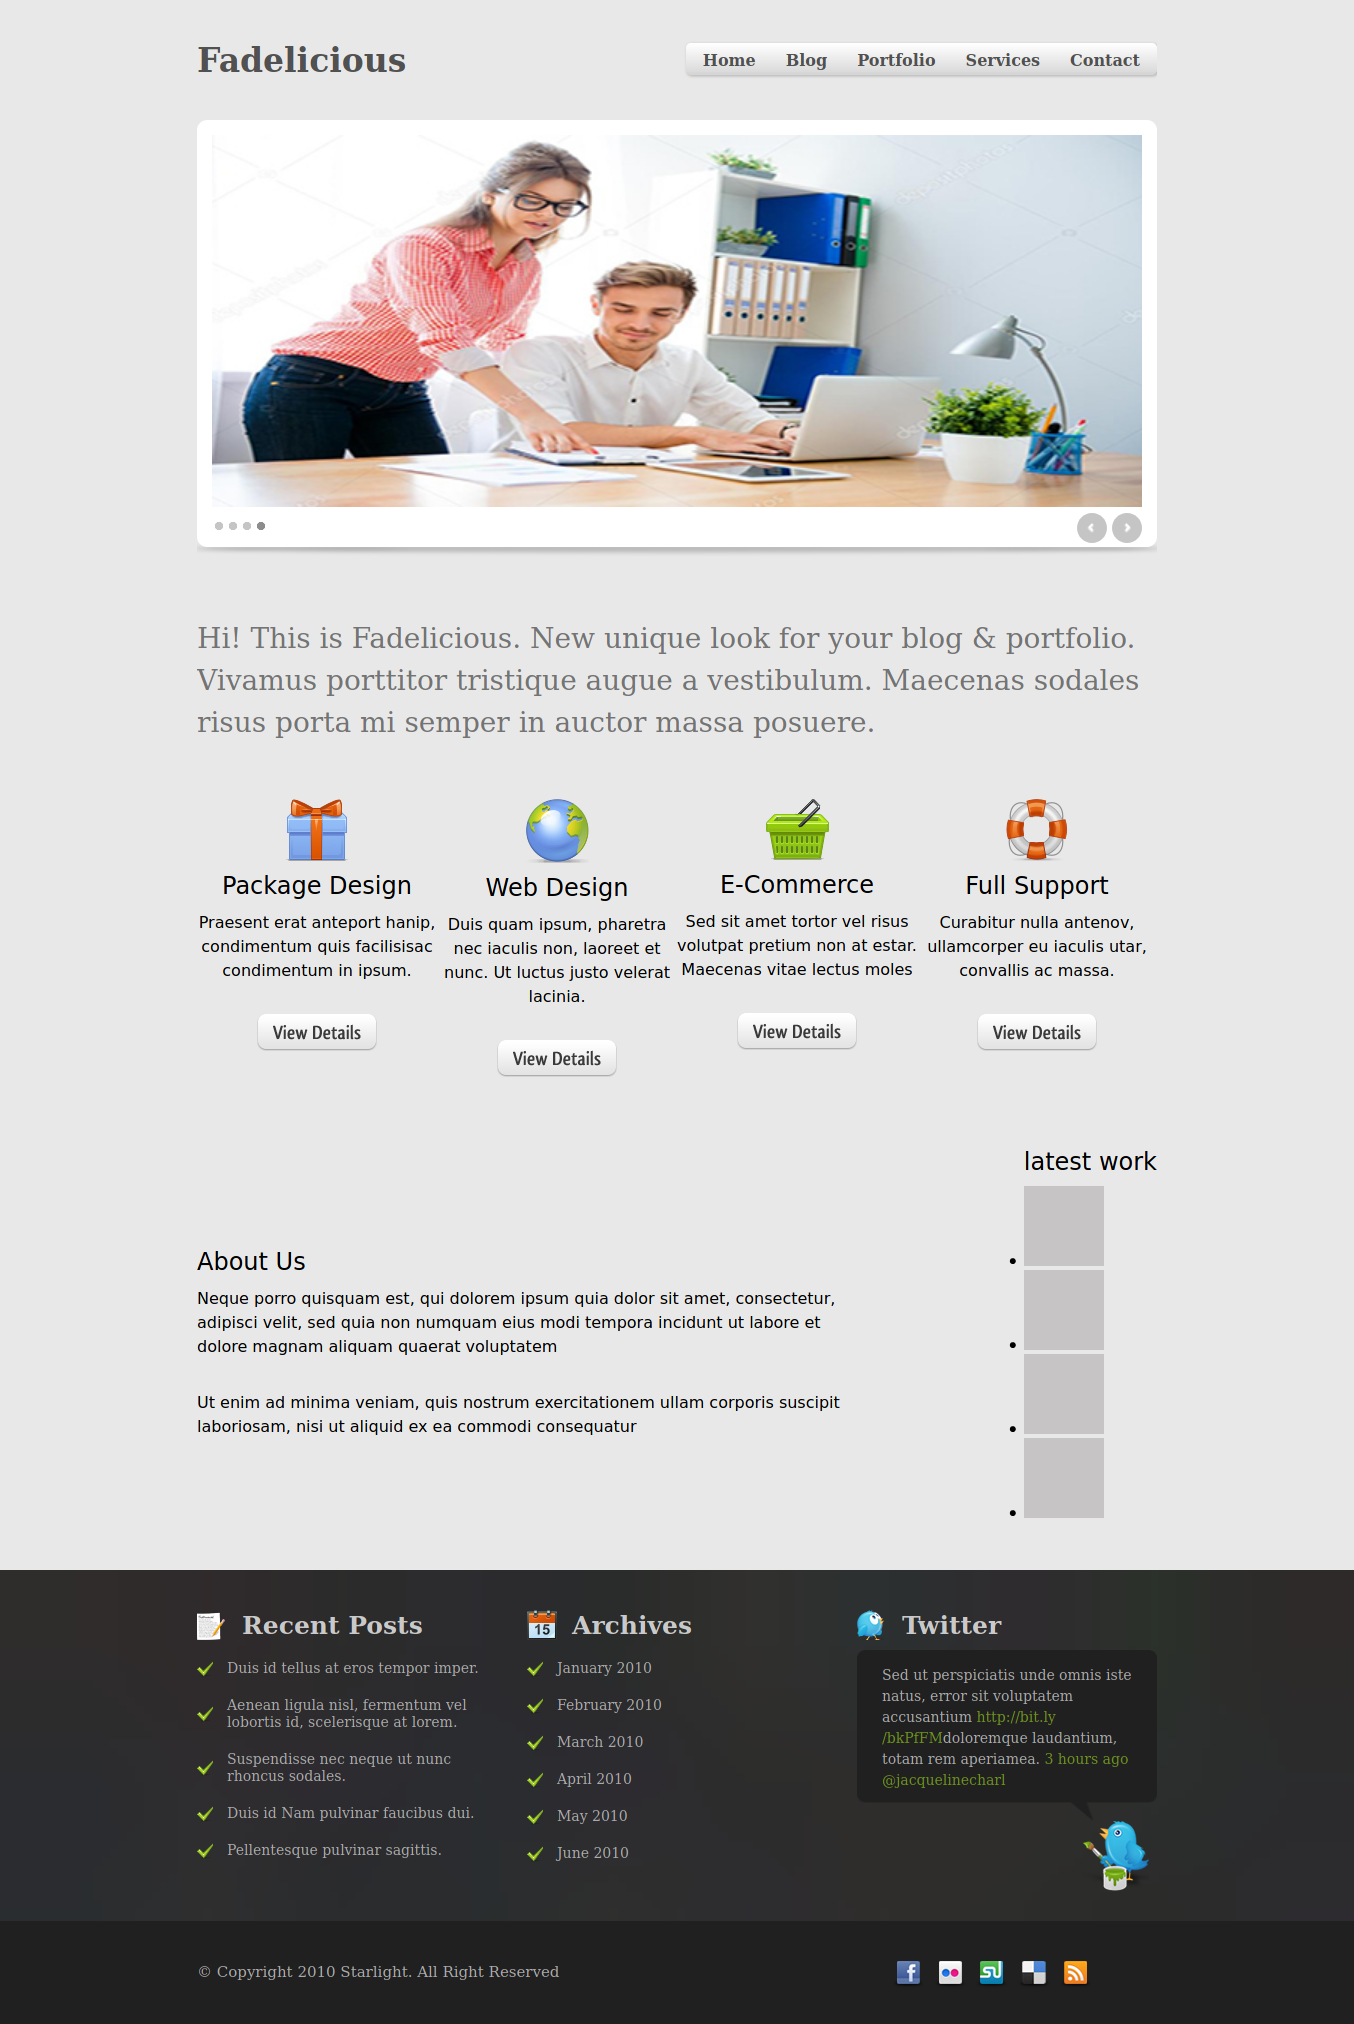 Fadelicious
Home Blog Portfolio Services Contact
Hi! This is Fadelicious. New unique look for your blog & portfolio.
Vivamus porttitor tristique augue a vestibulum. Maecenas sodales
risus porta mi semper in auctor massa posuere.
Package Design
Praesent erat anteport hanip,
condimentum quis facilisisac
condimentum in ipsum.
View Details
Web Design
Duis quam ipsum, pharetra
nec iaculis non, laoreet et
nunc. Ut luctus justo velerat
lacinia.
View Details
E-Commerce
Sed sit amet tortor vel risus
volutpat pretium non at estar.
Maecenas vitae lectus moles
View Details
Full Support
Curabitur nulla antenov,
ullamcorper eu iaculis utar,
convallis ac massa.
View Details
About Us
Neque porro quisquam est, qui dolorem ipsum quia dolor sit amet, consectetur,
adipisci velit, sed quia non numquam eius modi tempora incidunt ut labore et
dolore magnam aliquam quaerat voluptatem
Ut enim ad minima veniam, quis nostrum exercitationem ullam corporis suscipit
laboriosam, nisi ut aliquid ex ea commodi consequatur
latest work
Recent Posts
Duis id tellus at eros tempor imper.
Aenean ligula nisl, fermentum vel
lobortis id, scelerisque at lorem.
Suspendisse nec neque ut nunc
rhoncus sodales.
Duis id Nam pulvinar faucibus dui.
Pellentesque pulvinar sagittis.
15
Archives
January 2010
February 2010
March 2010
April 2010
May 2010
June 2010
Twitter
Sed ut perspiciatis unde omnis iste
natus, error sit voluptatem
accusantium http://bit.ly
/bkPfFMdoloremque laudantium,
totam rem aperiamea. 3 hours ago
@jacquelinecharl
© Copyright 2010 Starlight. All Right Reserved